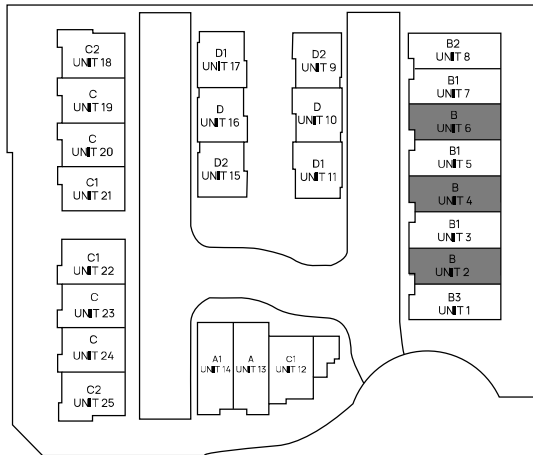 C2
UNIT 18
C
UNIT 19
C
UNIT 20
C1
UNIT 21
C1
UNIT 22
C
UNIT 23
C
UNIT 24
C2
UNIT 25
D1
UNIT 17
D
UNIT 16
D2
UNIT 15
D2
UNIT 9
D
UNIT 10
D1
UNIT 11
B2
UNIT 8
B1
UNIT 7
B
UNIT 6
B1
UNIT 5
B
UNIT 4
B1
UNIT 3
B
UNIT 2
B3
UNIT 1
A1
UNIT 14
A
UNIT 13
C1
UNIT 12